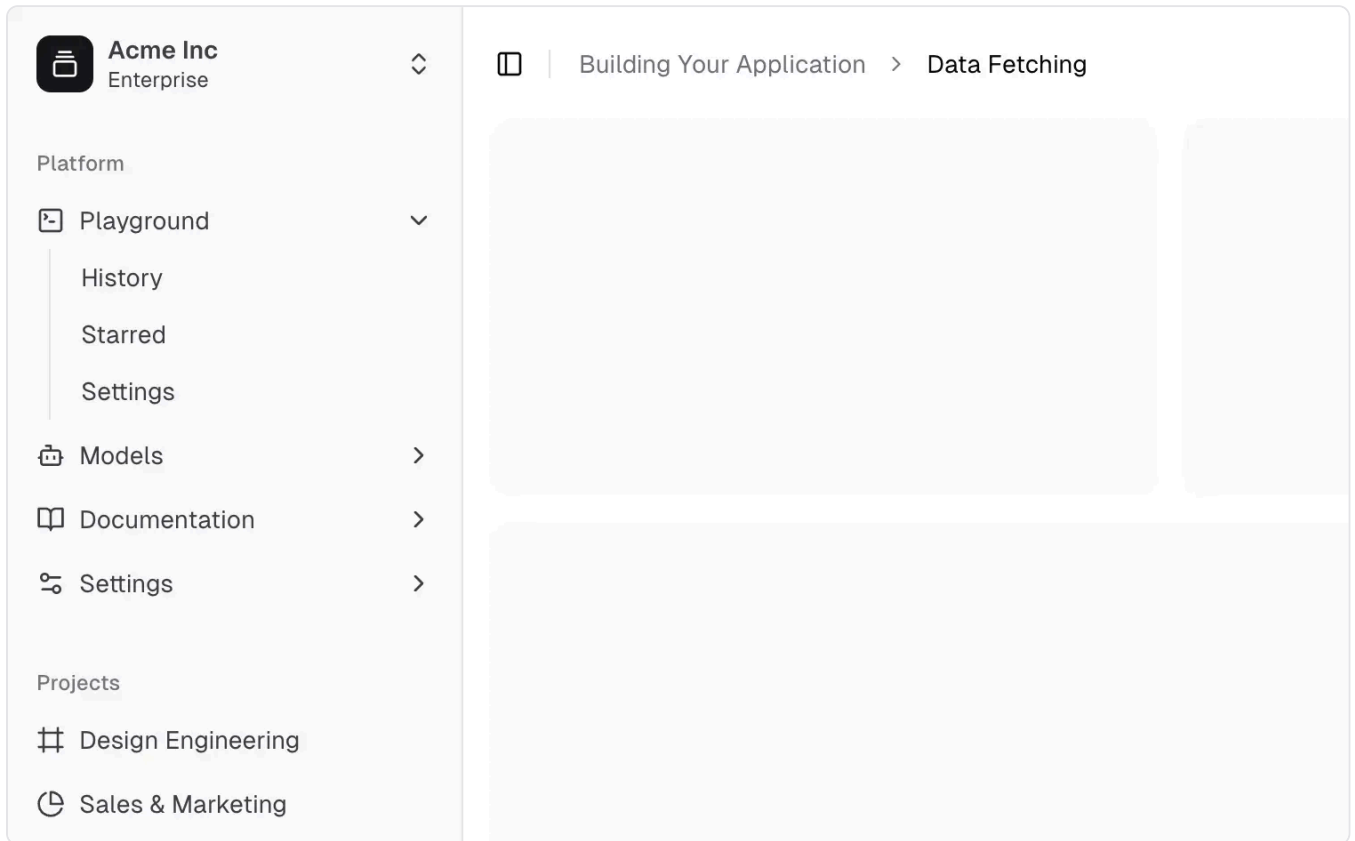 Acme Inc
Enterprise
Platform
Playground
History
Starred
Settings
Models
Documentation
Settings
Projects
Design Engineering
Sales & Marketing
Building Your Application > Data Fetching